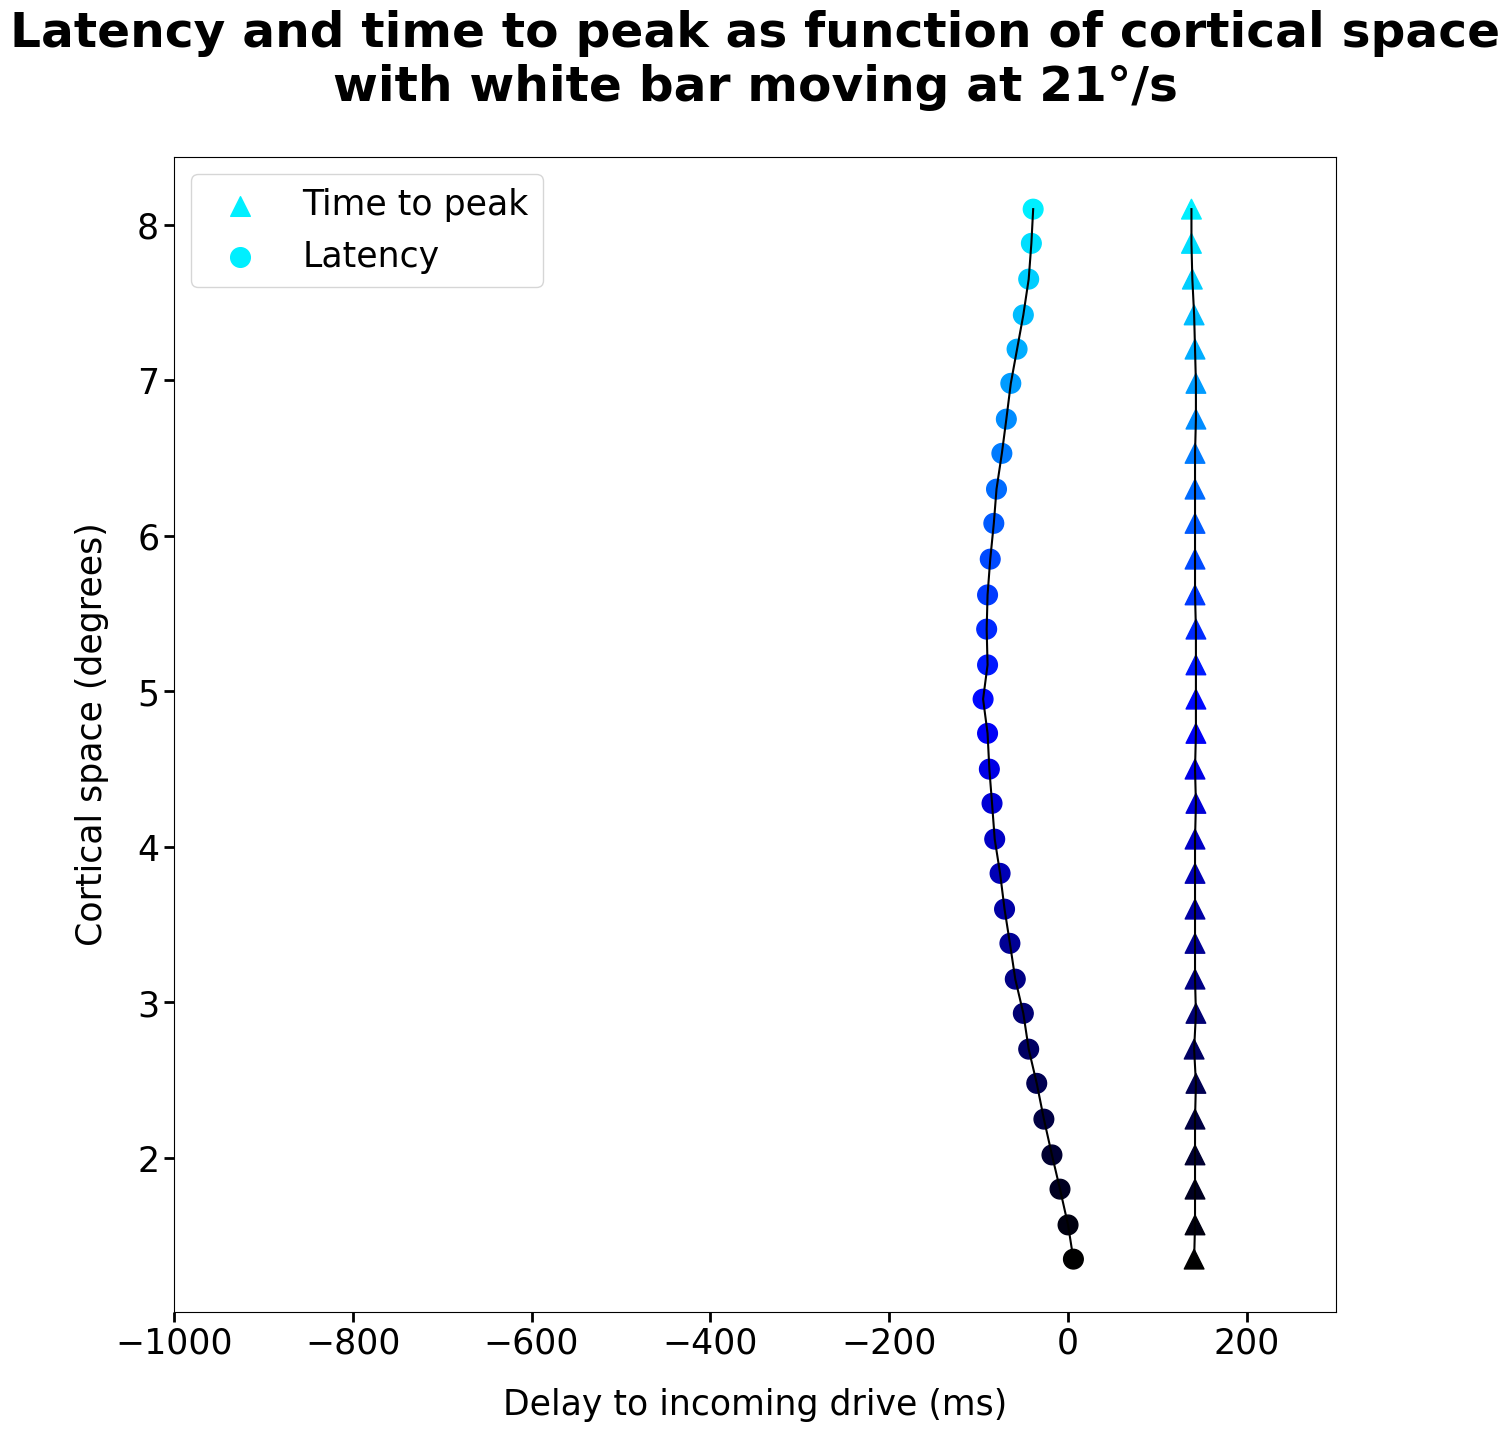 Latency and time to peak as function of cortical space
with white bar moving at 21°/s
Time to peak
Latency
8
7
6
5
4
3
2
Cortical space (degrees)
−1000 −800 −600 −400 −200 0 200
Delay to incoming drive (ms)